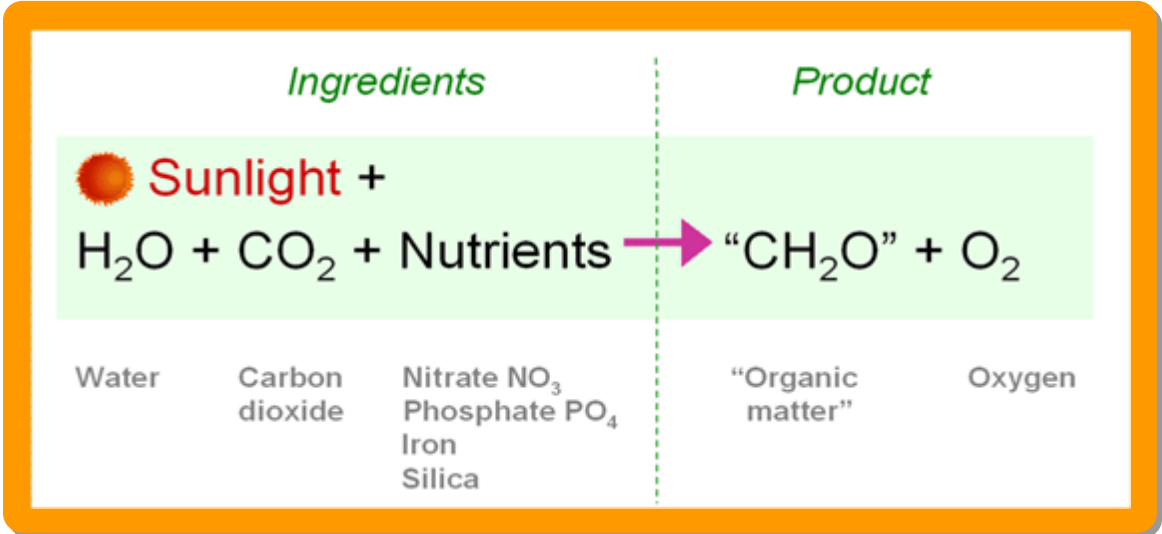 Ingredients Product
Sunlight +
H₂O + CO₂ + Nutrients “CH₂O” + O₂
Water Carbon dioxide Nitrate NO₃ “Organic matter” Oxygen
Phosphate PO₄
Iron
Silica